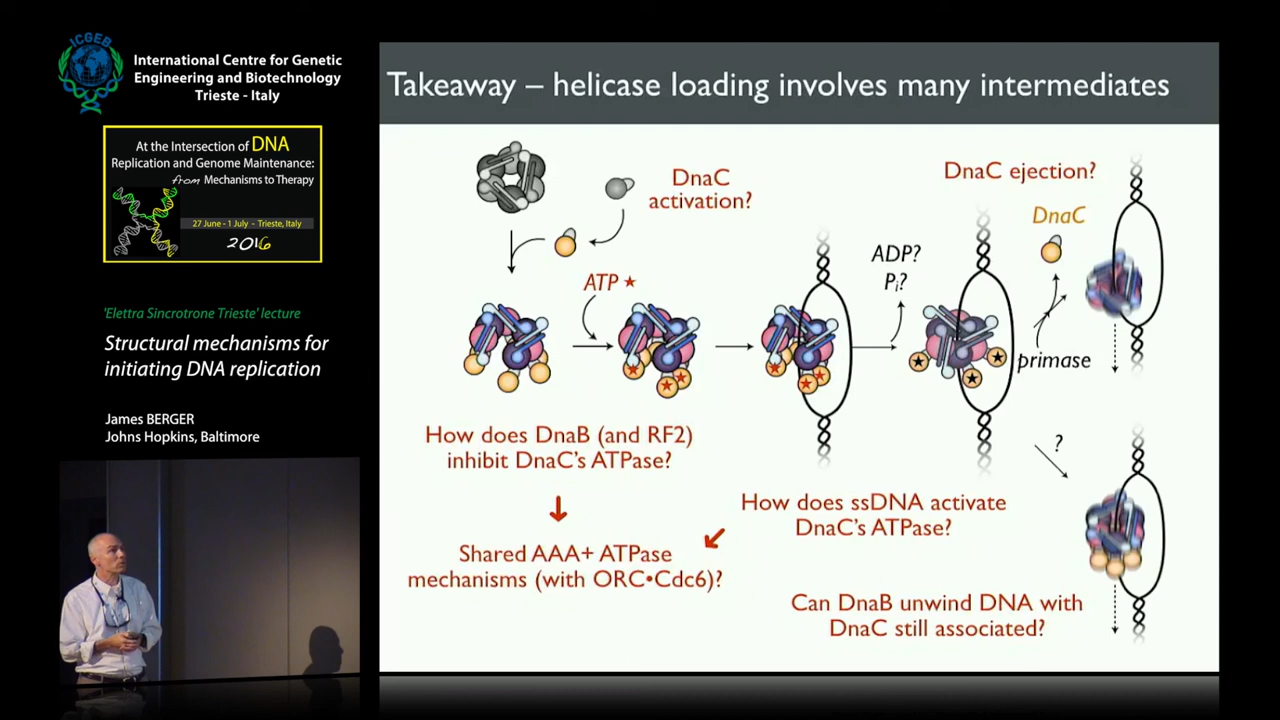 ICGEB
International Centre for Genetic
Engineering and Biotechnology
Trieste - Italy
At the Intersection of DNA
Replication and Genome Maintenance:
from Mechanisms to Therapy
27 June - 1 July - Trieste, Italy
2016
'Elettra Sincrotrone Trieste' lecture
Structural mechanisms for
initiating DNA replication
James BERGER
Johns Hopkins, Baltimore
Takeaway – helicase loading involves many intermediates
DnaC
activation?
DnaC ejection?
DnaC
ATP
ADP?
Pi?
primase
How does DnaB (and RF2)
inhibit DnaC's ATPase?
?
How does ssDNA activate
DnaC's ATPase?
Shared AAA+ ATPase
mechanisms (with ORC•Cdc6)?
Can DnaB unwind DNA with
DnaC still associated?